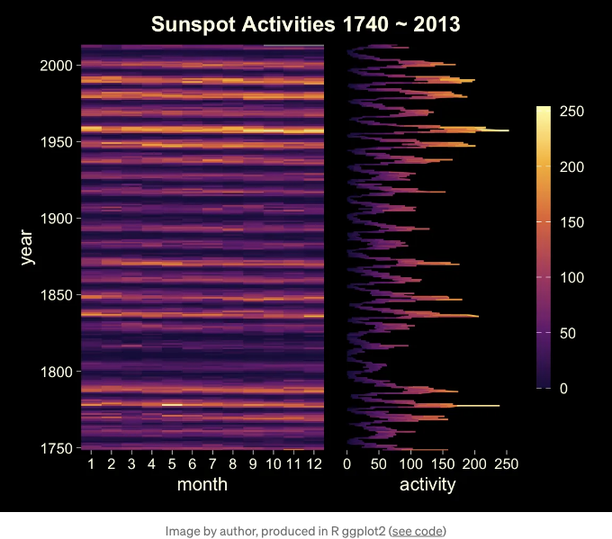 Sunspot Activities 1740 ~ 2013
year
2000
1950
1900
1850
1800
1750
1 2 3 4 5 6 7 8 9 10 11 12
month
0 50 100 150 200 250
activity
250
200
150
100
50
0
Image by author, produced in R ggplot2 (see code)